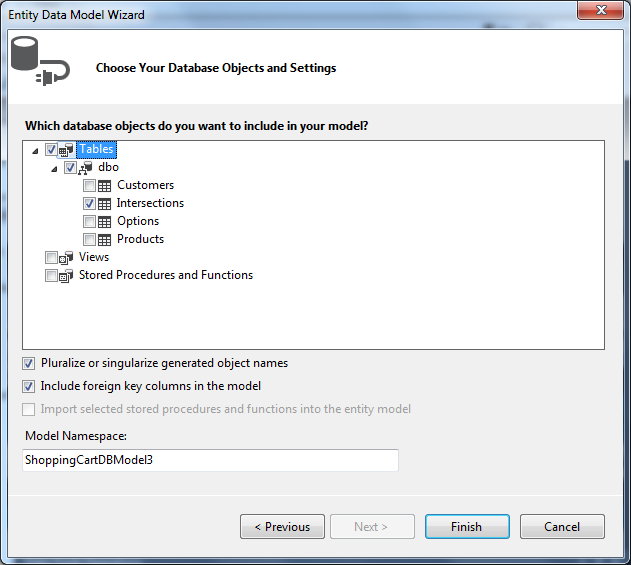 Entity Data Model Wizard
Choose Your Database Objects and Settings
Which database objects do you want to include in your model?
Tables
dbo
Customers
Intersections
Options
Products
Views
Stored Procedures and Functions
Pluralize or singularize generated object names
Include foreign key columns in the model
Import selected stored procedures and functions into the entity model
Model Namespace:
ShoppingCartDBModel3
< Previous Next > Finish Cancel